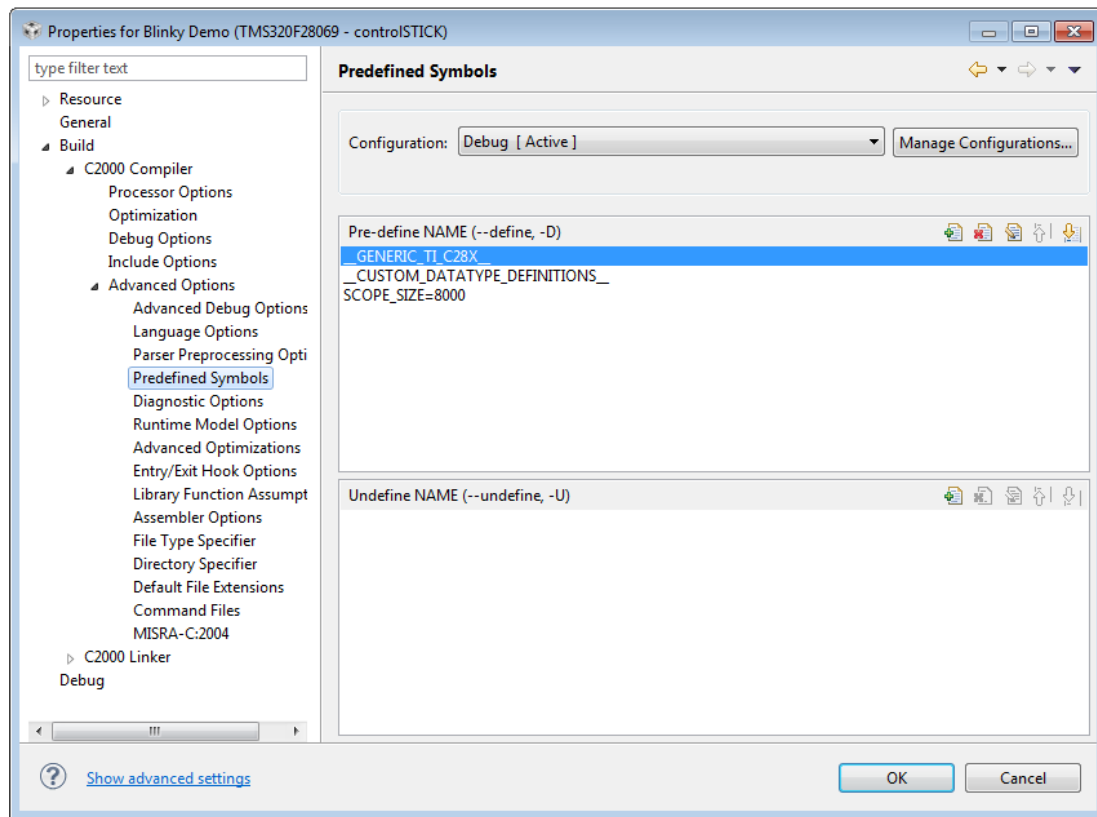 Properties for Blinky Demo (TMS320F28069 - controlSTICK)
type filter text
Resource
General
Build
C2000 Compiler
Processor Options
Optimization
Debug Options
Include Options
Advanced Options
Advanced Debug Options
Language Options
Parser Preprocessing Opti
Predefined Symbols
Diagnostic Options
Runtime Model Options
Advanced Optimizations
Entry/Exit Hook Options
Library Function Assumpt
Assembler Options
File Type Specifier
Directory Specifier
Default File Extensions
Command Files
MISRA-C:2004
C2000 Linker
Debug
Predefined Symbols
Configuration: Debug [ Active ] Manage Configurations...
Pre-define NAME (--define, -D)
__GENERIC_TI_C28X__
__CUSTOM_DATATYPE_DEFINITIONS__
SCOPE_SIZE=8000
Undefine NAME (--undefine, -U)
Show advanced settings
OK Cancel